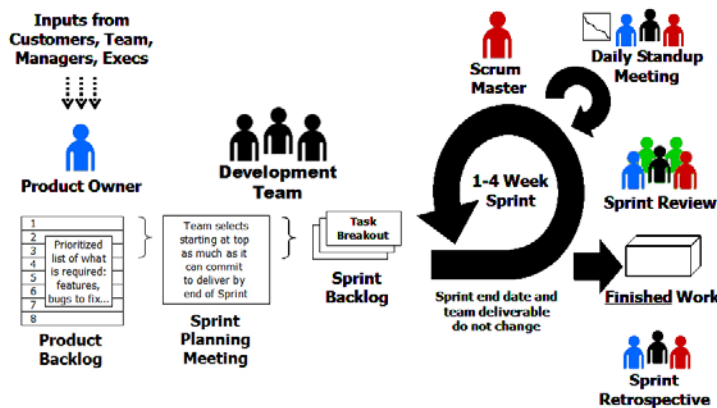 Inputs from
Customers, Team,
Managers, Execs
Product Owner
1
2
3
4
5
6
7
8
Prioritized
list of what
is required:
features,
bugs to fix...
Product
Backlog
Team selects
starting at top
as much as it
can commit
to deliver by
end of Sprint
Sprint
Planning
Meeting
Development
Team
Task
Breakout
Sprint
Backlog
Scrum
Master
1-4 Week
Sprint
Sprint end date and
team deliverable
do not change
Daily Standup
Meeting
Sprint Review
Finished Work
Sprint
Retrospective